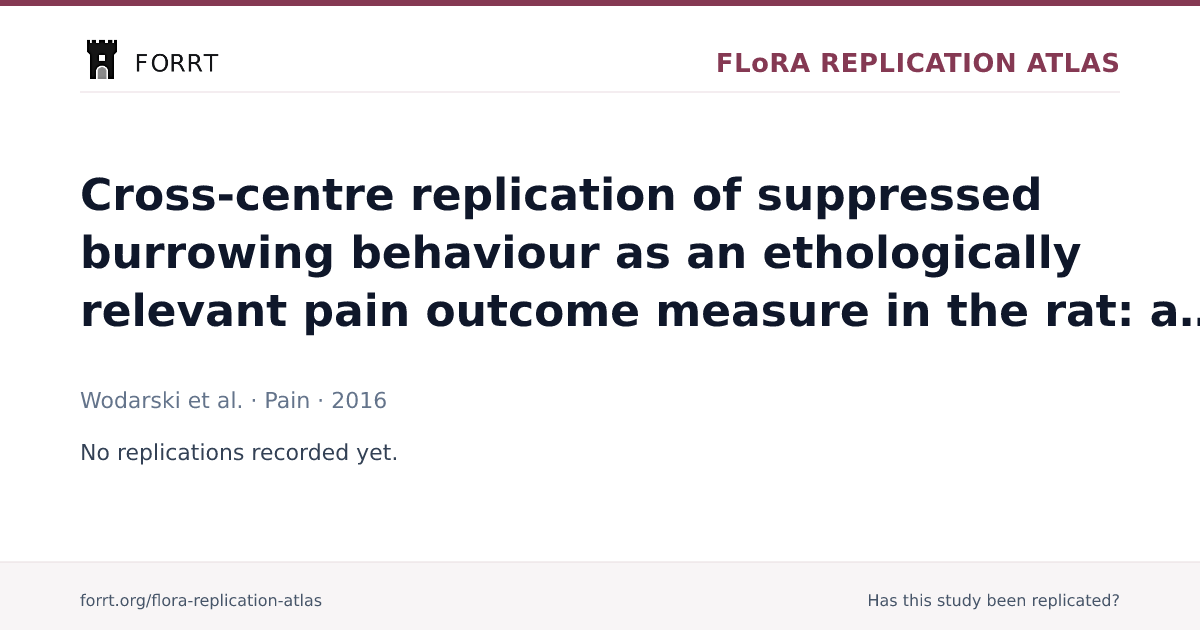 FORRT
FLoRA REPLICATION ATLAS
Cross-centre replication of suppressed
burrowing behaviour as an ethologically
relevant pain outcome measure in the rat: a…
Wodarski et al. · Pain · 2016
No replications recorded yet.
forrt.org/flora-replication-atlas
Has this study been replicated?